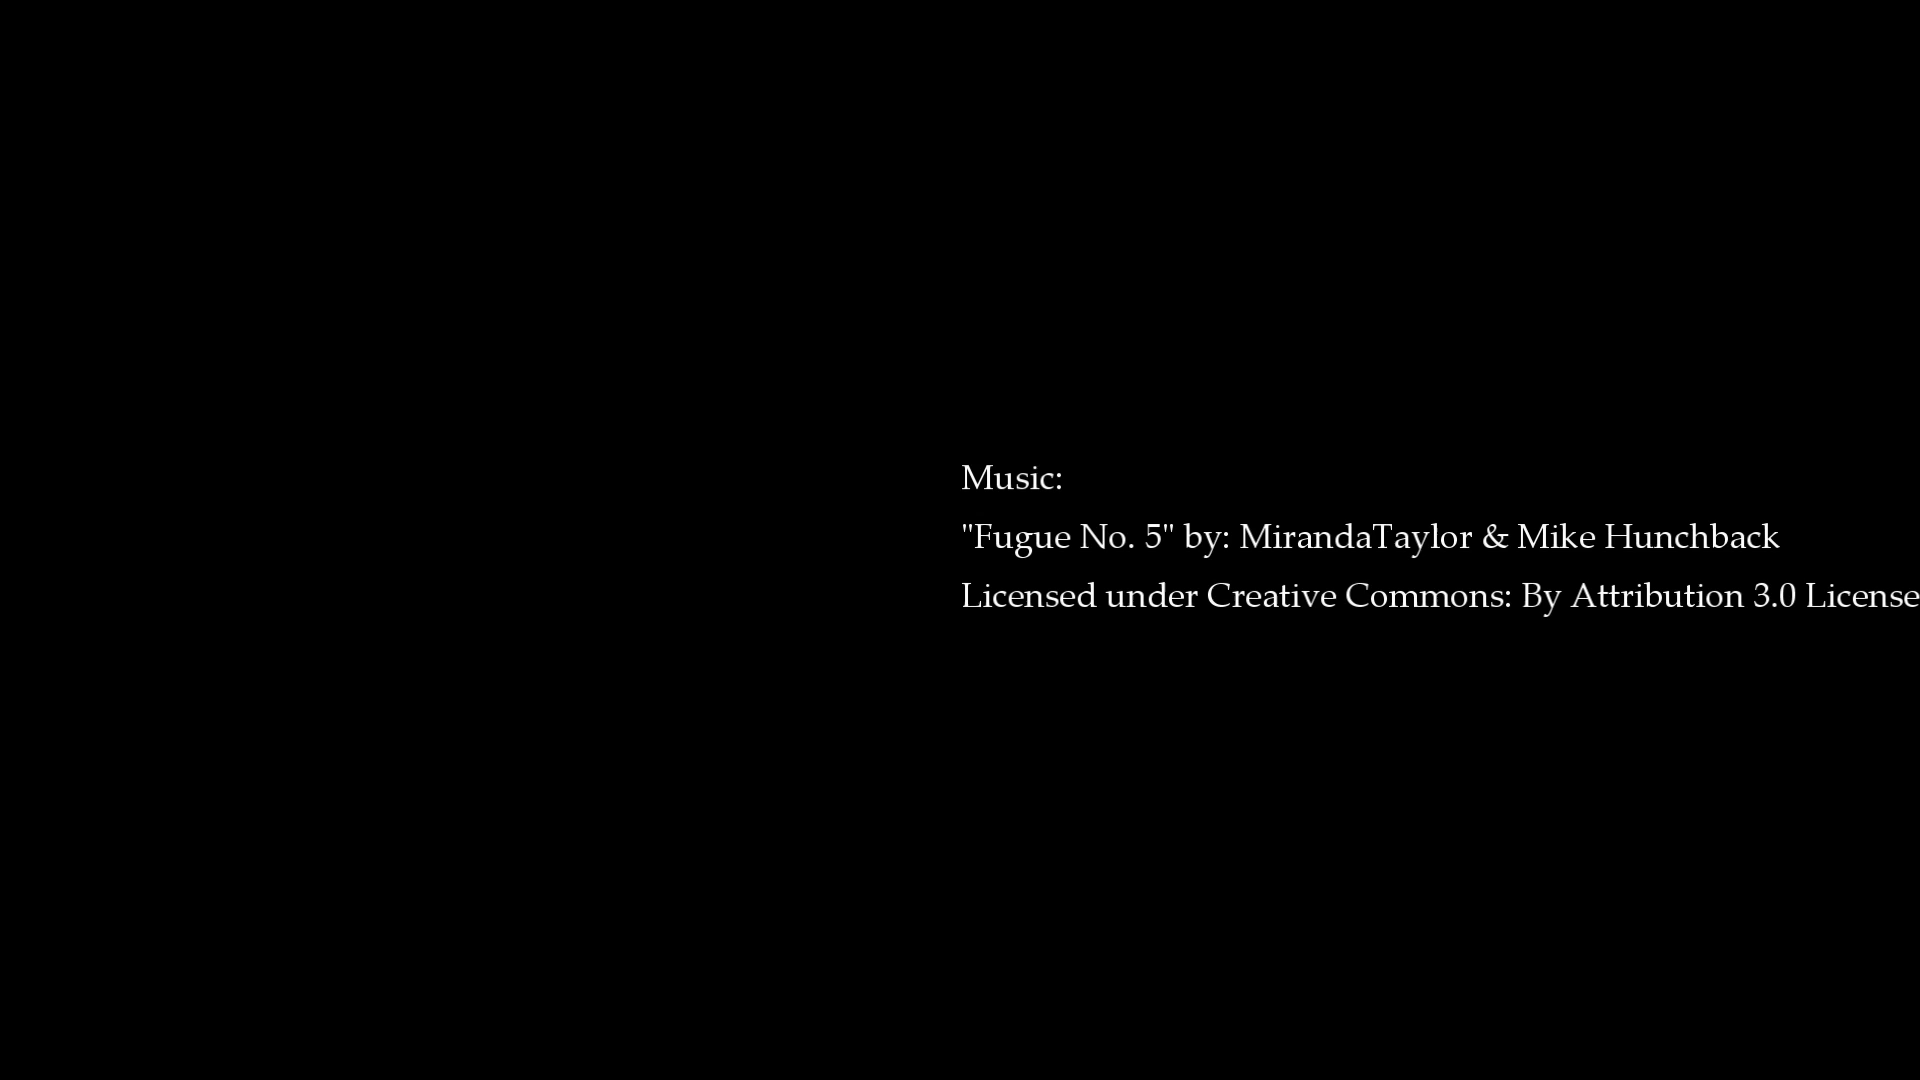 Music:
"Fugue No. 5" by: MirandaTaylor & Mike Hunchback
Licensed under Creative Commons: By Attribution 3.0 License